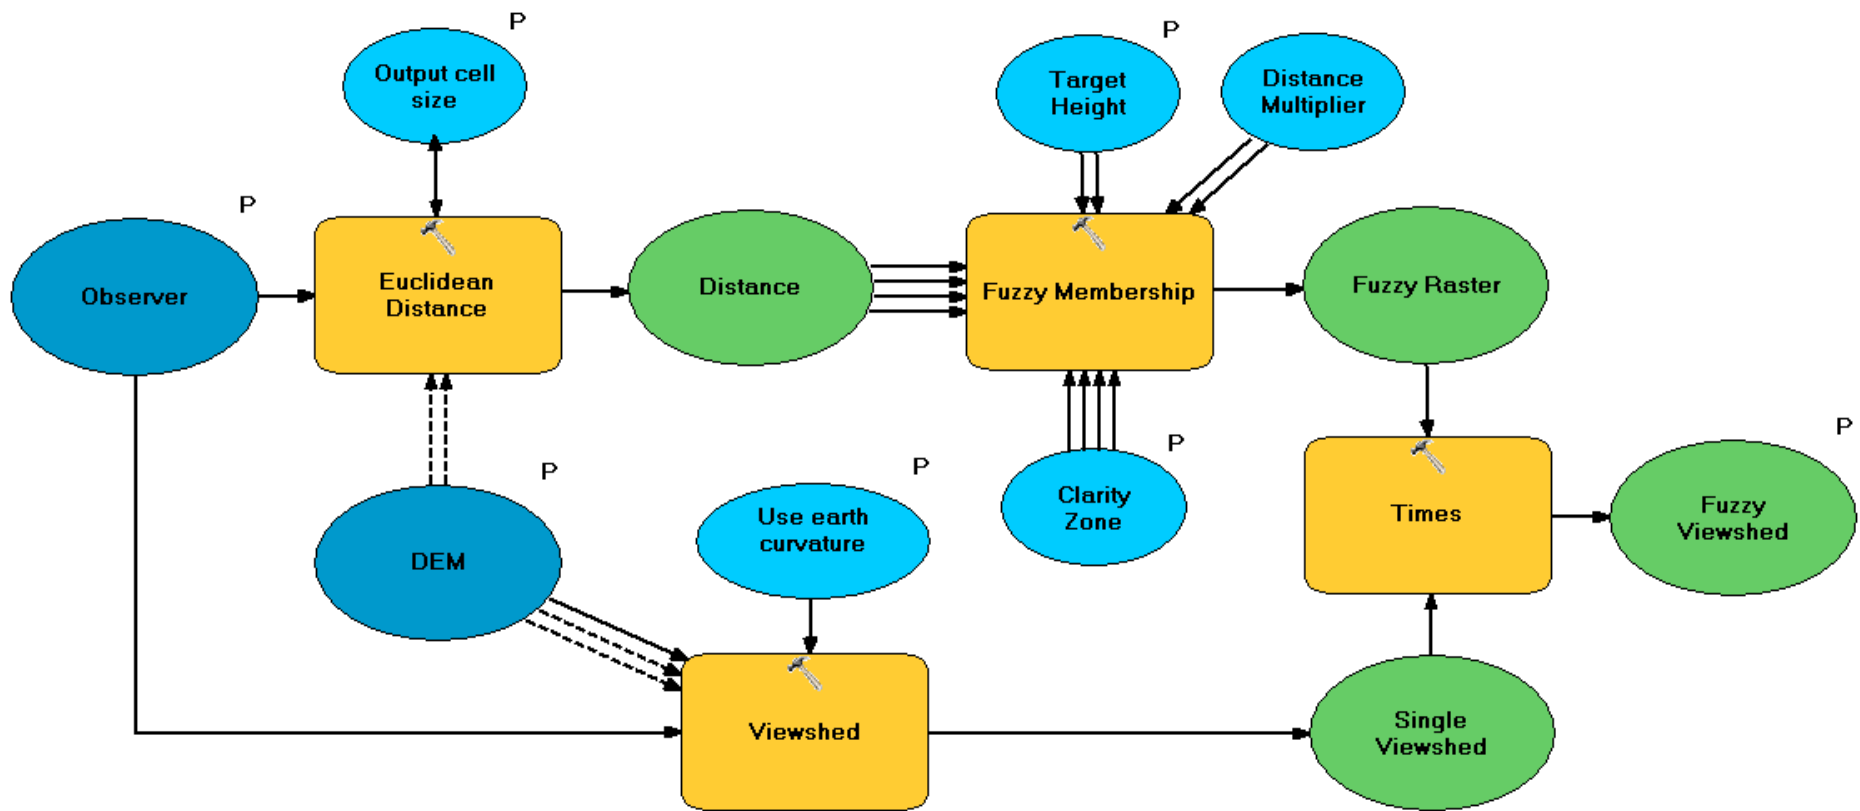 P
Output cell
size
P
Target
Height
Distance
Multiplier
P
Observer
Euclidean
Distance
Distance
Fuzzy Membership
Fuzzy Raster
P
DEM
P
Use earth
curvature
P
Clarity
Zone
Times
P
Fuzzy
Viewshed
Viewshed
Single
Viewshed